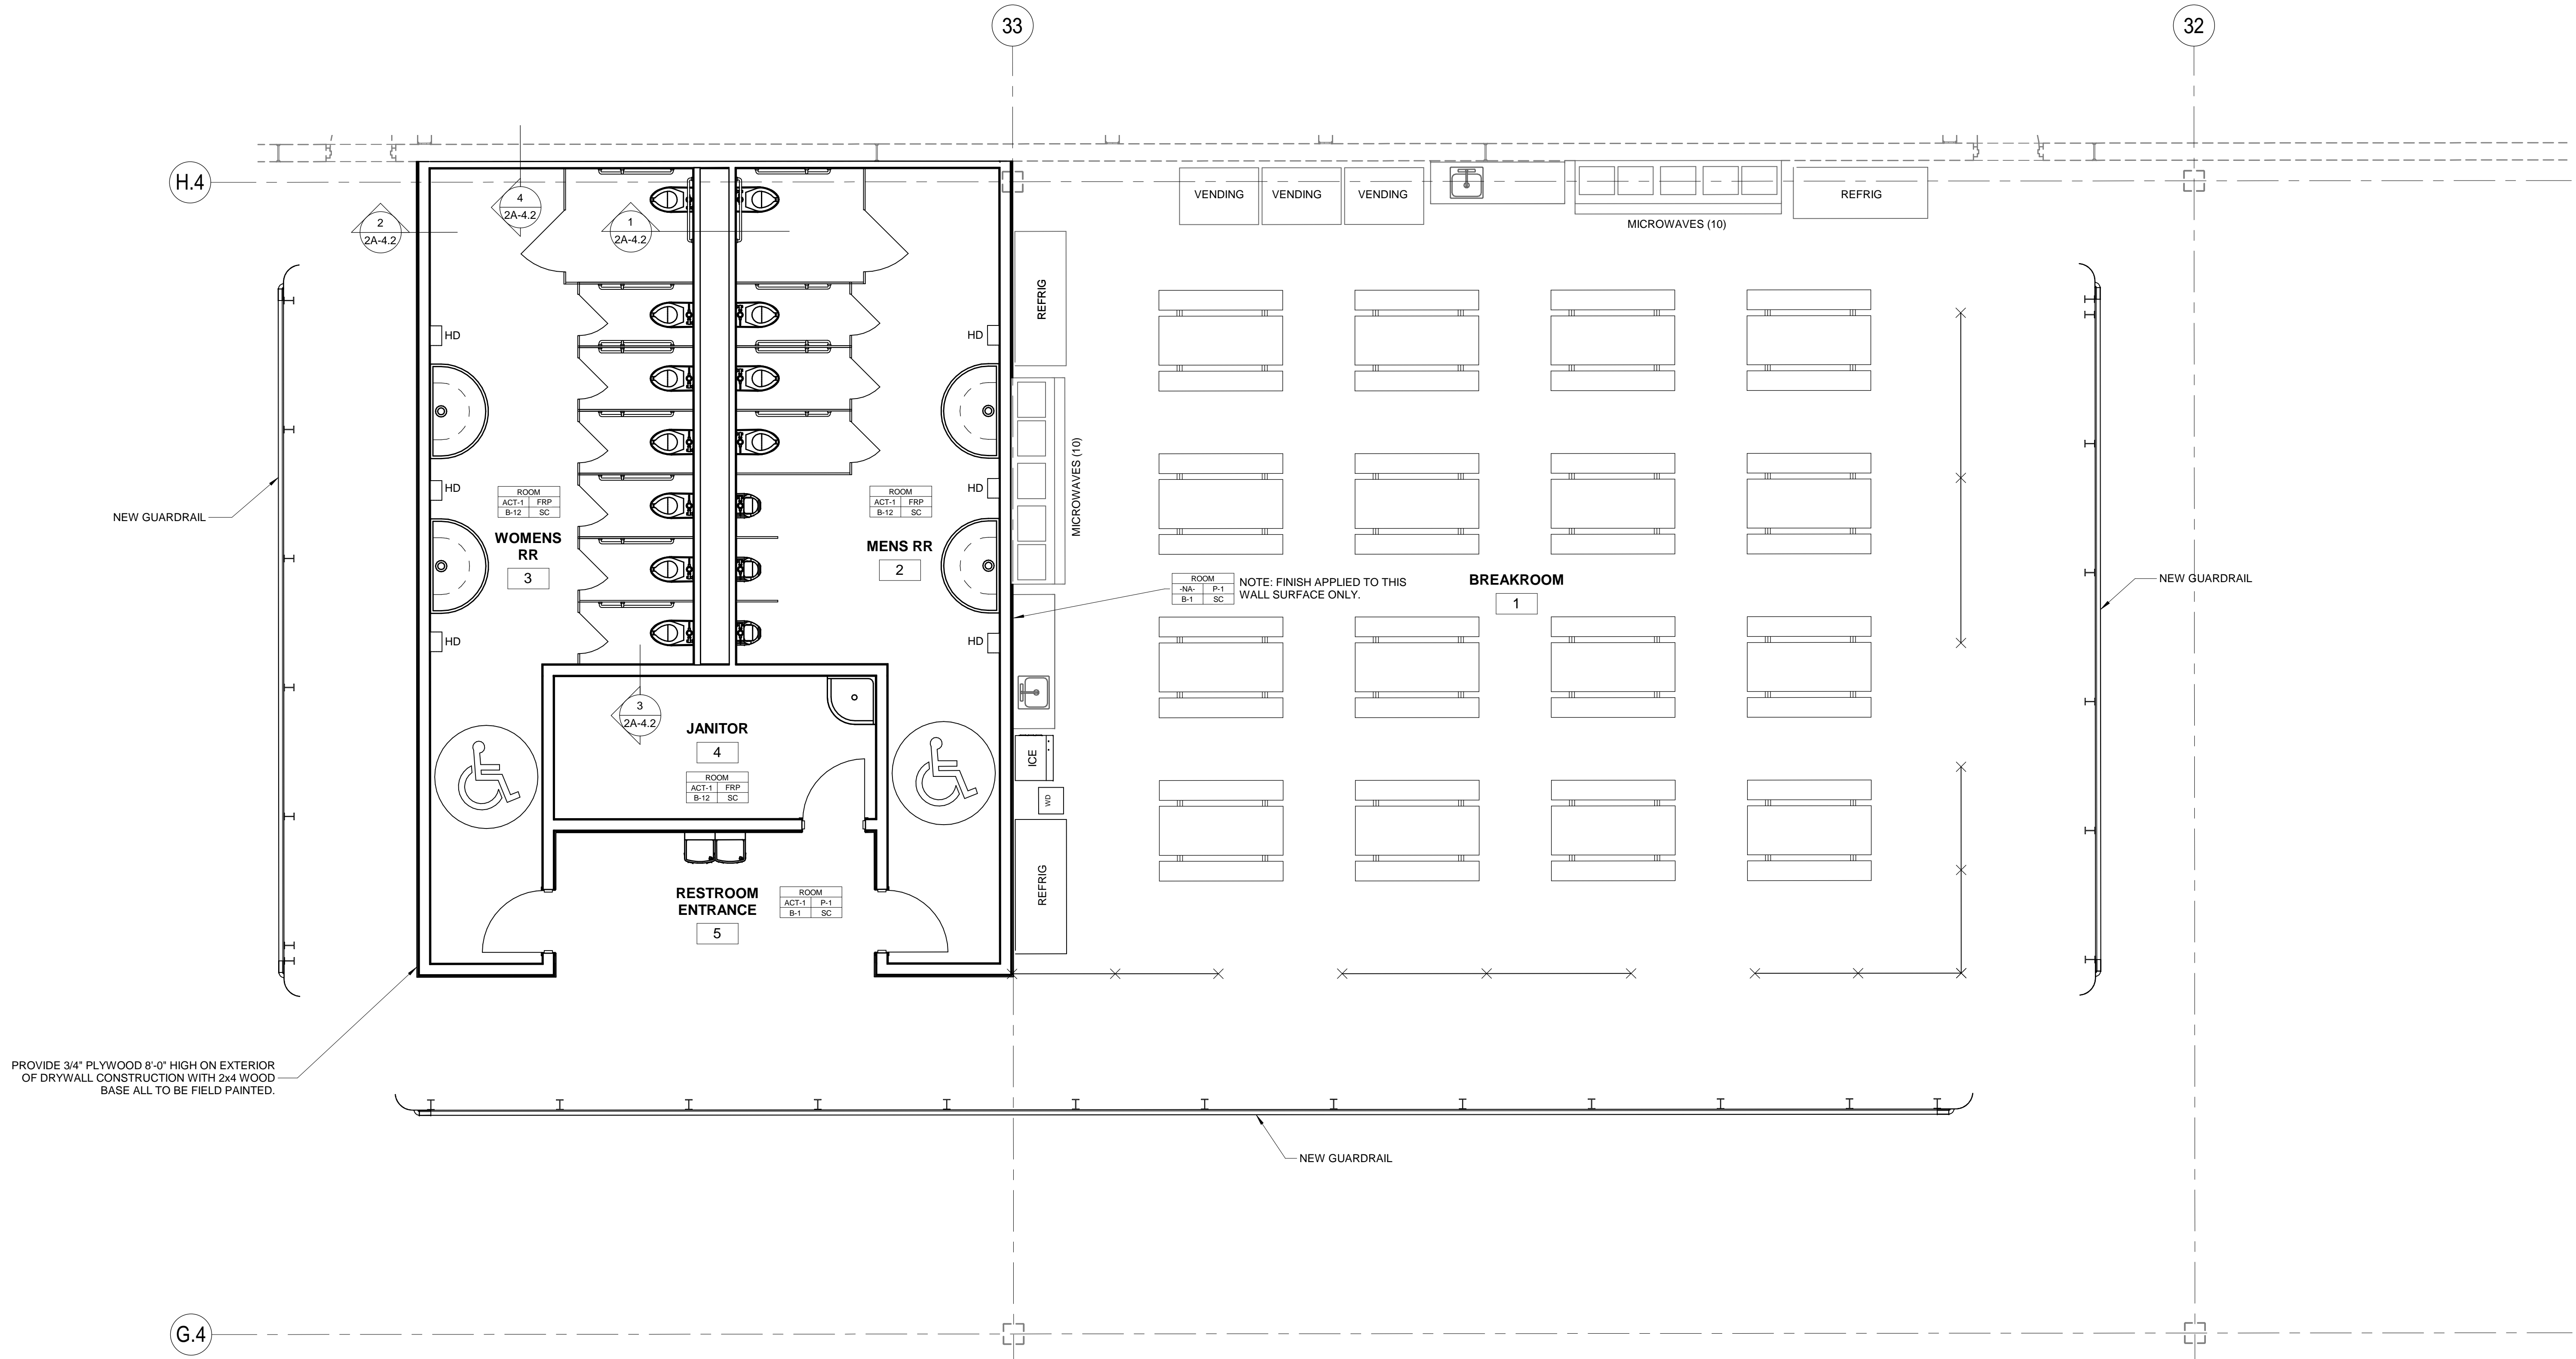 33
32
H.4
4
2A-4.2
2
2A-4.2
1
2A-4.2
VENDING
VENDING
VENDING
MICROWAVES (10)
REFRIG
REFRIG
HD
HD
HD
HD
HD
HD
MICROWAVES (10)
NEW GUARDRAIL
ROOM
ACT-1 FRP
B-12 SC
WOMENS
RR
3
ROOM
ACT-1 FRP
B-12 SC
MENS RR
2
ROOM
-NA- P-1
B-1 SC
NOTE: FINISH APPLIED TO THIS
WALL SURFACE ONLY.
BREAKROOM
1
NEW GUARDRAIL
3
2A-4.2
JANITOR
4
ROOM
ACT-1 FRP
B-12 SC
ICE
WD
REFRIG
RESTROOM
ENTRANCE
5
ROOM
ACT-1 P-1
B-1 SC
PROVIDE 3/4" PLYWOOD 8'-0" HIGH ON EXTERIOR
OF DRYWALL CONSTRUCTION WITH 2x4 WOOD
BASE ALL TO BE FIELD PAINTED.
NEW GUARDRAIL
G.4